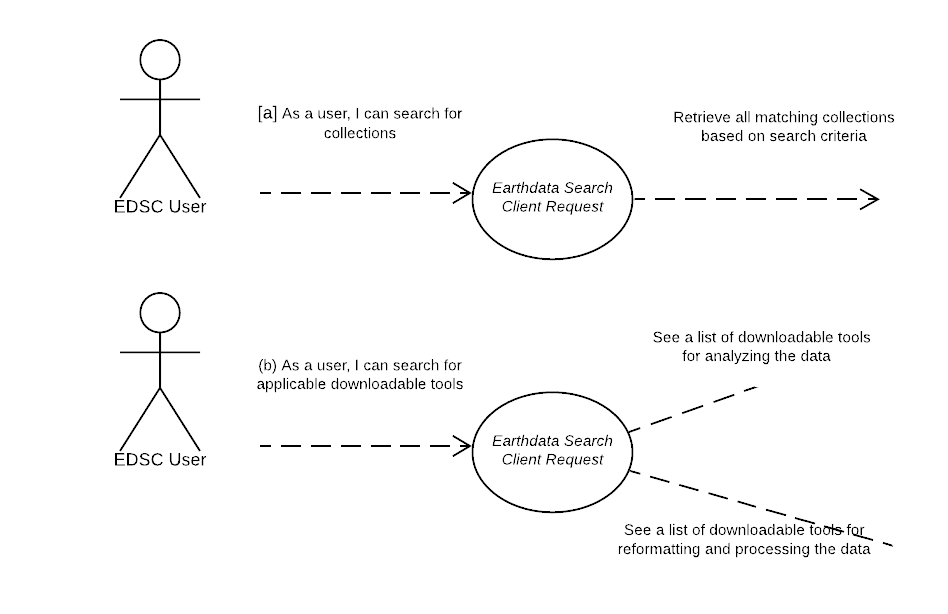 [a] As a user, I can search for
collections
Retrieve all matching collections
based on search criteria
Earthdata Search
Client Request
EDSC User
See a list of downloadable tools
for analyzing the data
(b) As a user, I can search for
applicable downloadable tools
Earthdata Search
Client Request
EDSC User
See a list of downloadable tools for
reformatting and processing the data